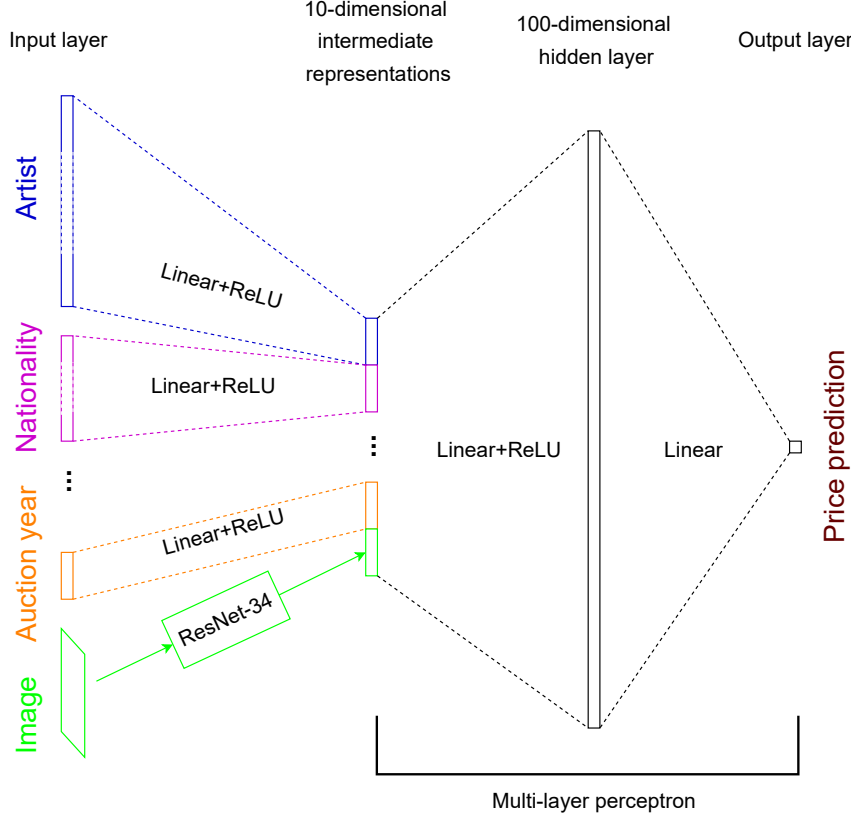 Input layer
10-dimensional
intermediate
representations
100-dimensional
hidden layer
Output layer
Artist
Linear+ReLU
Nationality
Linear+ReLU
...
...
Linear+ReLU
Linear
Price prediction
Auction year
Linear+ReLU
ResNet-34
Image
Multi-layer perceptron